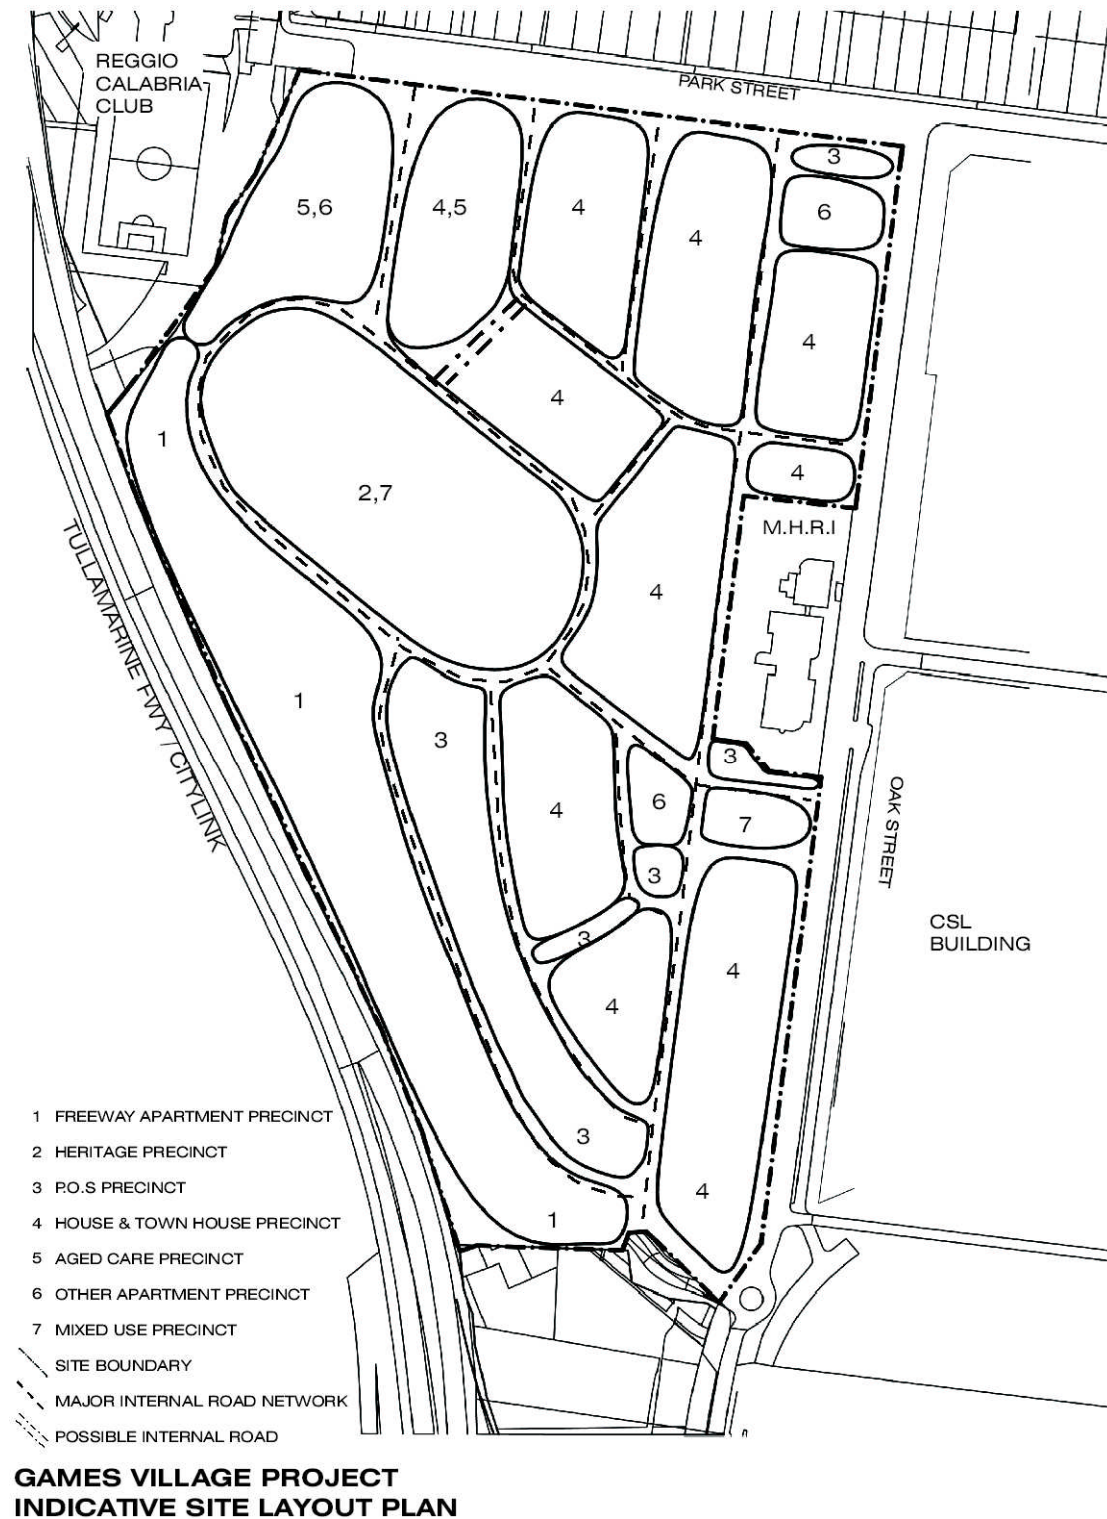 REGGIO
CALABRIA
CLUB
PARK STREET
3
5,6
4,5
4
6
4
4
4
1
4
2,7
M.H.R.I
4
TULLAMARINE FWY / CITYLINK
1
3
3
4
6
7
OAK STREET
3
CSL
BUILDING
3
4
4
3
4
1
1 FREEWAY APARTMENT PRECINCT
2 HERITAGE PRECINCT
3 P.O.S PRECINCT
4 HOUSE & TOWN HOUSE PRECINCT
5 AGED CARE PRECINCT
6 OTHER APARTMENT PRECINCT
7 MIXED USE PRECINCT
SITE BOUNDARY
MAJOR INTERNAL ROAD NETWORK
POSSIBLE INTERNAL ROAD
GAMES VILLAGE PROJECT
INDICATIVE SITE LAYOUT PLAN